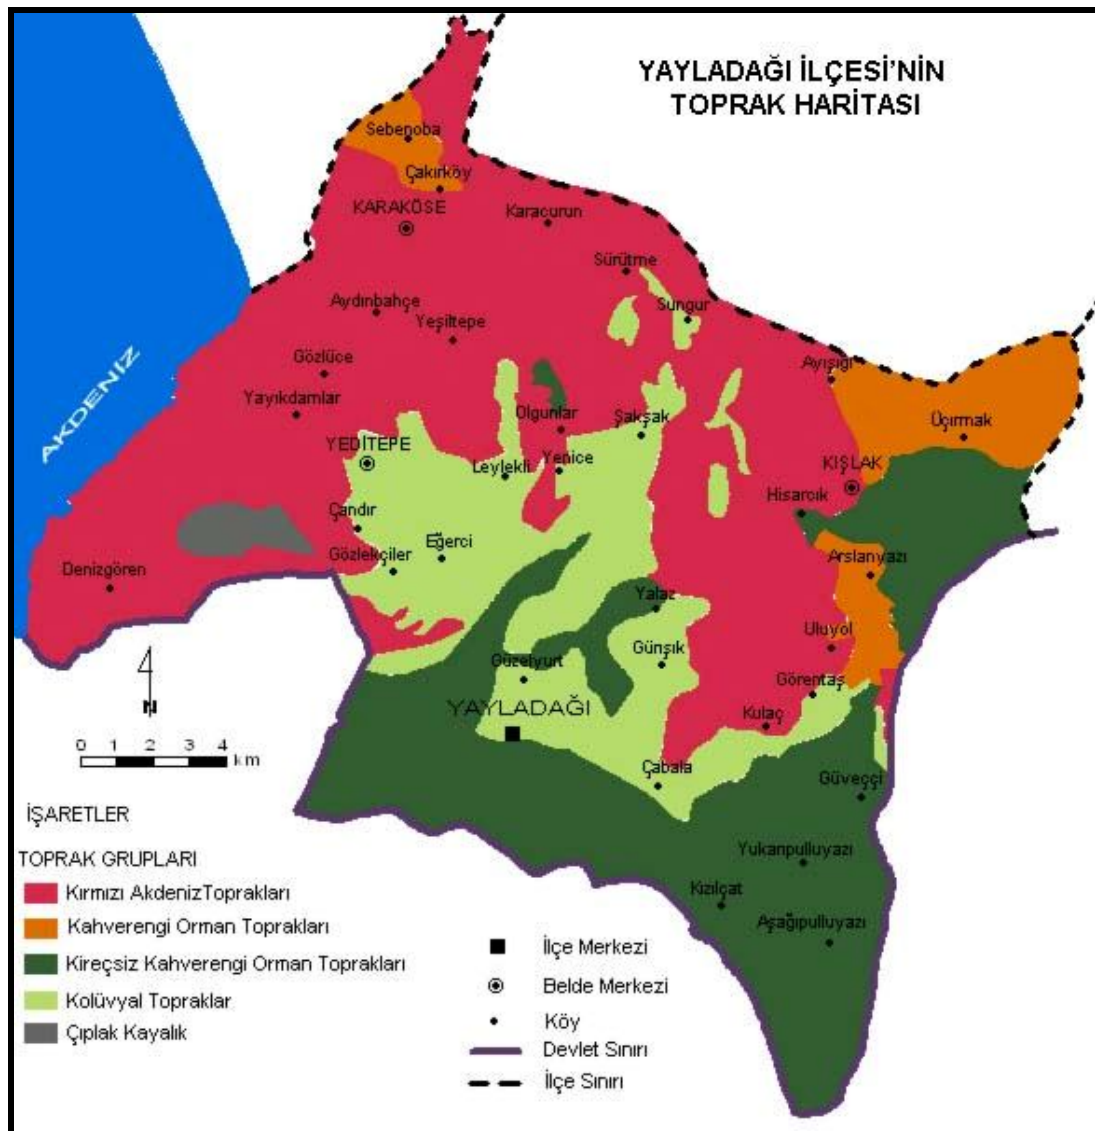 YAYLADAĞI İLÇESİ'NİN
TOPRAK HARİTASI
Sebenoba
Çakırköy
KARAKÖSE
Karacurun
Sürütme
Sungur
Aydınbahçe
Yeşiltepe
Gözlüce
Ayışığı
AKDENİZ
Yayıkdamlar
Olgunlar
Şakşak
Üçırmak
YEDİTEPE
Leylekli
Yenice
KIŞLAK
Hisarcık
Çandır
Gözlekçiler
Eğerci
Arslanyazı
Denizgören
Yalaz
Uluyol
Günşık
Güzelyurt
Görentaş
YAYLADAĞI
Kulaç
N
0 1 2 3 4
km
Çabala
Güveççi
Yukarıpulluyazı
Kızılçat
Aşağıpulluyazı
İŞARETLER
TOPRAK GRUPLARI
Kırmızı AkdenizToprakları
Kahverengi Orman Toprakları
Kireçsiz Kahverengi Orman Toprakları
Kolüvyal Topraklar
Çıplak Kayalık
İlçe Merkezi
Belde Merkezi
Köy
Devlet Sınırı
İlçe Sınırı